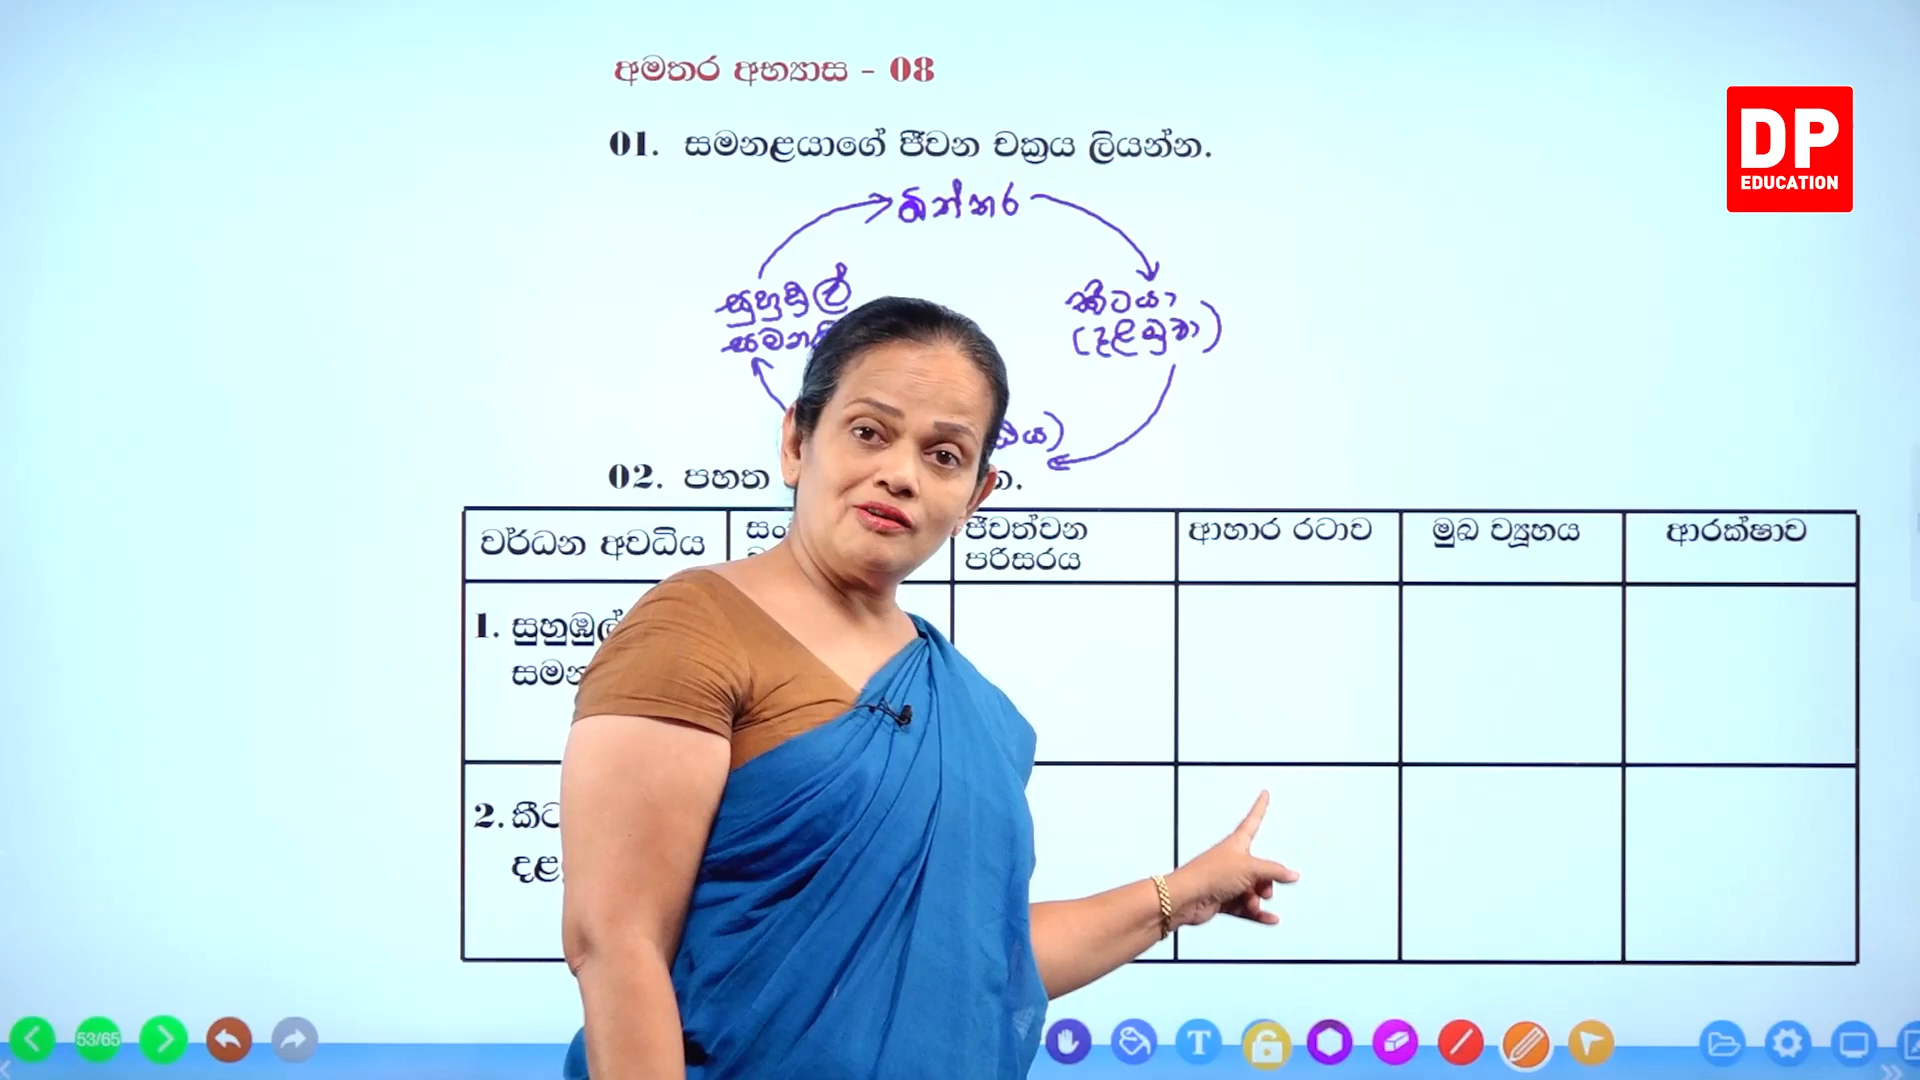 අමතර අභ්‍යාස - 08
DP
EDUCATION
01. සමනළයාගේ ජීවන චක්‍රය ලියන්න.
බිත්තර
සුහුඹුල්
කීටයා
(දළඹුවා)
02. පහත
වර්ධන අවධිය
ජීවත්වන
පරිසරය
ආහාර රටාව
මුඛ ව්‍යූහය
ආරක්ෂාව
1. සුහුඹුල්
2.
53/65
T